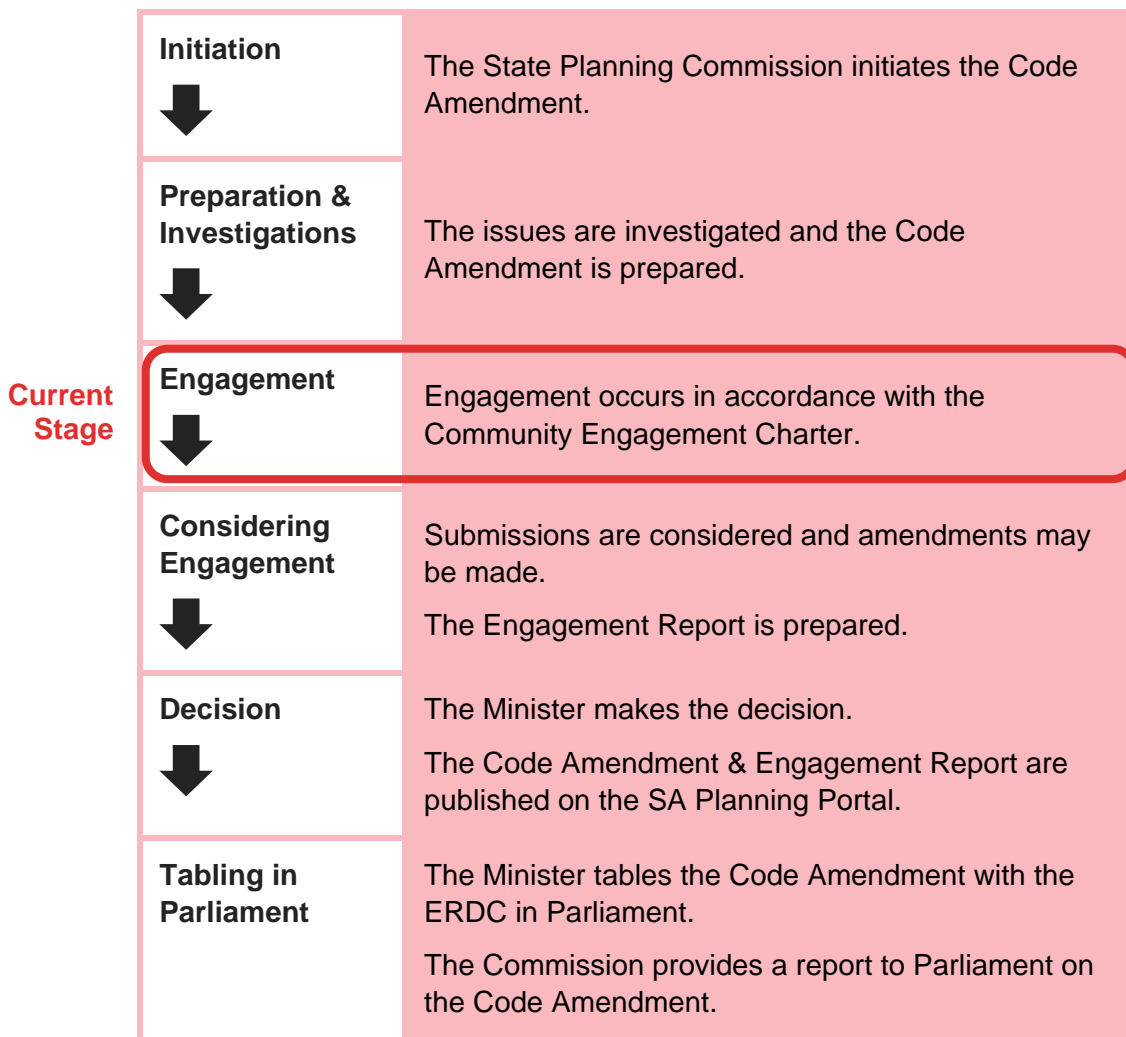 Initiation
The State Planning Commission initiates the Code
Amendment.
Preparation &
Investigations
The issues are investigated and the Code
Amendment is prepared.
Current
Stage
Engagement
Engagement occurs in accordance with the
Community Engagement Charter.
Considering
Engagement
Submissions are considered and amendments may
be made.
The Engagement Report is prepared.
Decision
The Minister makes the decision.
The Code Amendment & Engagement Report are
published on the SA Planning Portal.
Tabling in
Parliament
The Minister tables the Code Amendment with the
ERDC in Parliament.
The Commission provides a report to Parliament on
the Code Amendment.